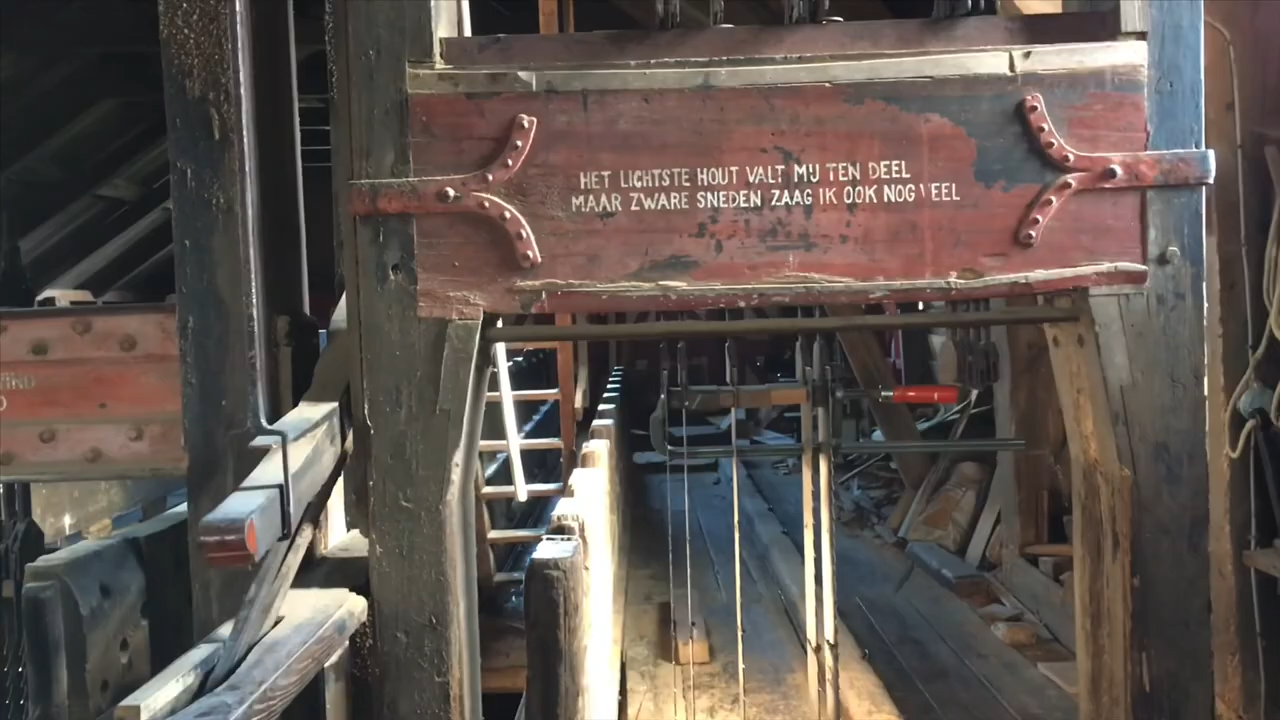 HET LICHTSTE HOUT VALT MIJ TEN DEEL
MAAR ZWARE SNEDEN ZAAG IK OOK NOG VEEL